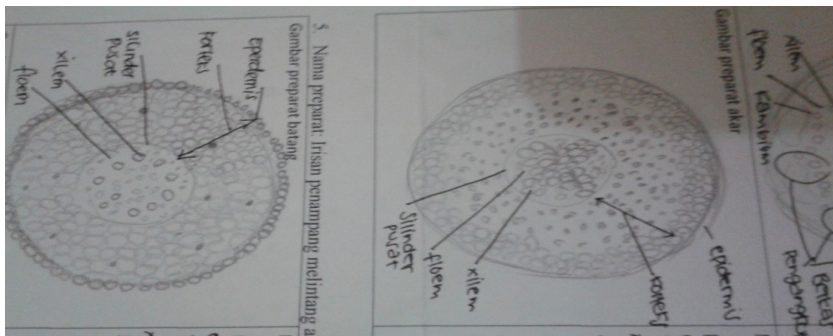 xilem
floem
kambium
Gambar preparat akar
epidermis
korteks
xilem
floem
silinder
pusat
5. Nama preparat: Irisan penampang melintang a
Gambar preparat batang
epidermis
korteks
silinder
pusat
xilem
floem